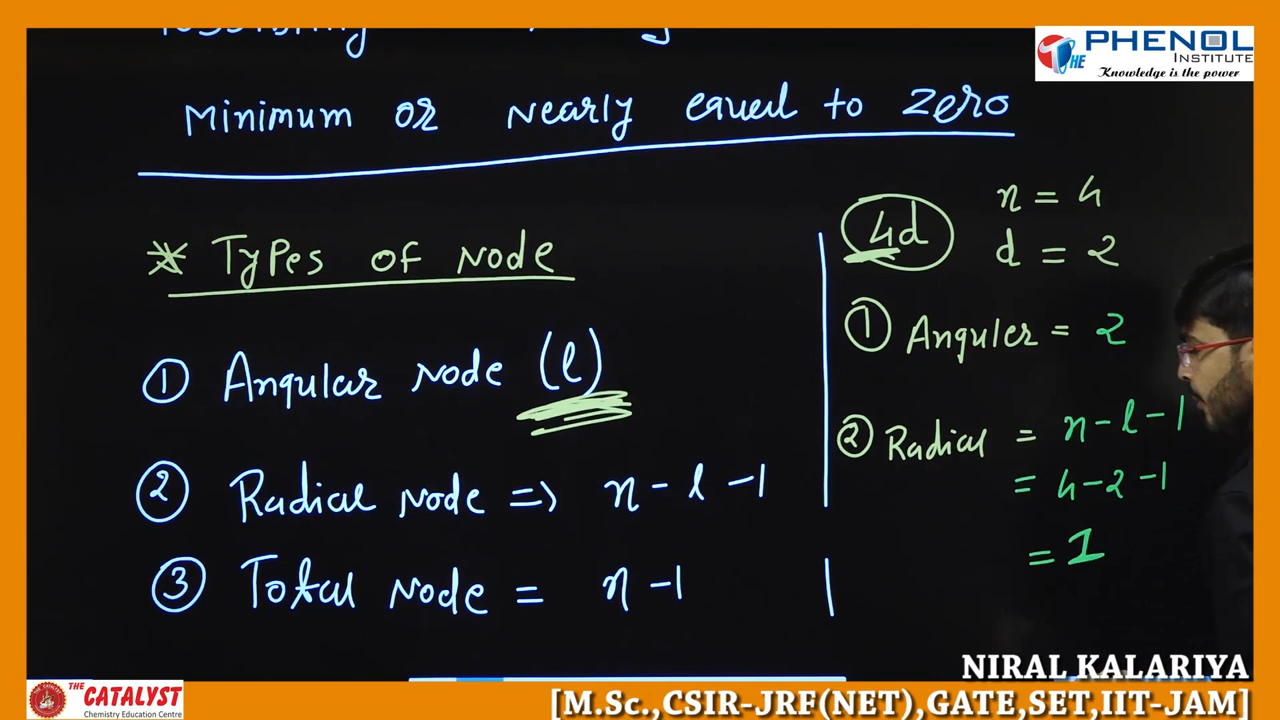 THE PHENOL
INSTITUTE
Knowledge is the power
Minimum or nearly equal to zero
* Types of Node
① Angular Node (l)
② Radial Node => n - l - 1
③ Total Node = n - 1
4d
n = 4
d = 2
① Anguler = 2
② Radial = n - l - 1
= 4 - 2 - 1
= 1
NIRAL KALARIYA
[M.Sc.,CSIR-JRF(NET),GATE,SET,IIT-JAM]
THE CATALYST
Chemistry Education Centre